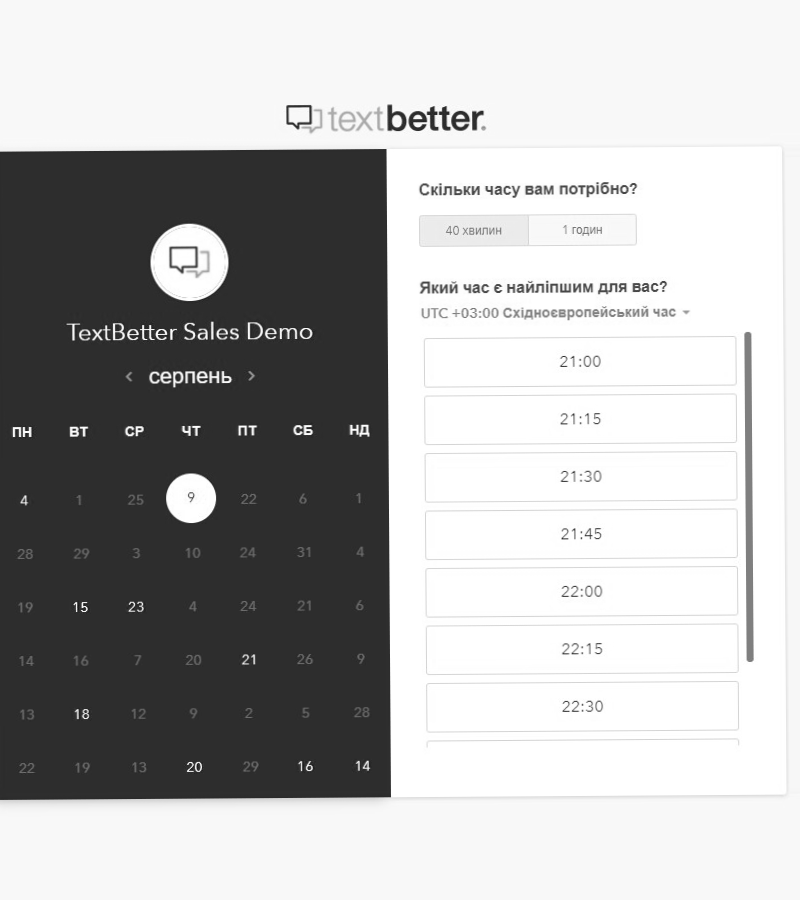 textbetter.
TextBetter Sales Demo
серпень
ПН ВТ СР ЧТ ПТ СБ НД
4 1 25 9 22 6 1
28 29 3 10 24 31 4
19 15 23 4 24 21 6
14 16 7 20 21 26 9
13 18 12 9 2 5 28
22 19 13 20 29 16 14
Скільки часу вам потрібно?
40 хвилин 1 годин
Який час є найліпшим для вас?
UTC +03:00 Східноєвропейський час
21:00
21:15
21:30
21:45
22:00
22:15
22:30